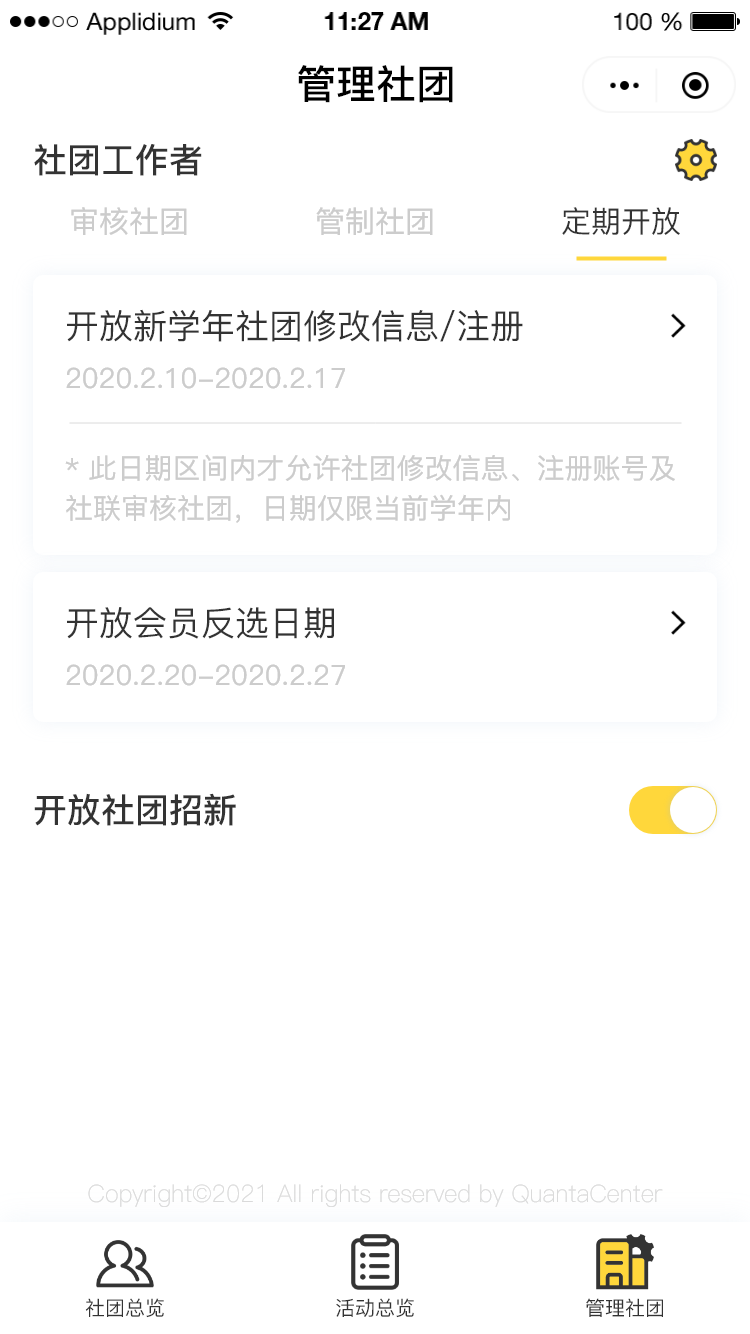 Applidium 11:27 AM 100 %
管理社团
社团工作者
审核社团 管制社团 定期开放
开放新学年社团修改信息/注册
2020.2.10-2020.2.17
* 此日期区间内才允许社团修改信息、注册账号及
社联审核社团，日期仅限当前学年内
开放会员反选日期
2020.2.20-2020.2.27
开放社团招新
Copyright©2021 All rights reserved by QuantaCenter
社团总览 活动总览 管理社团